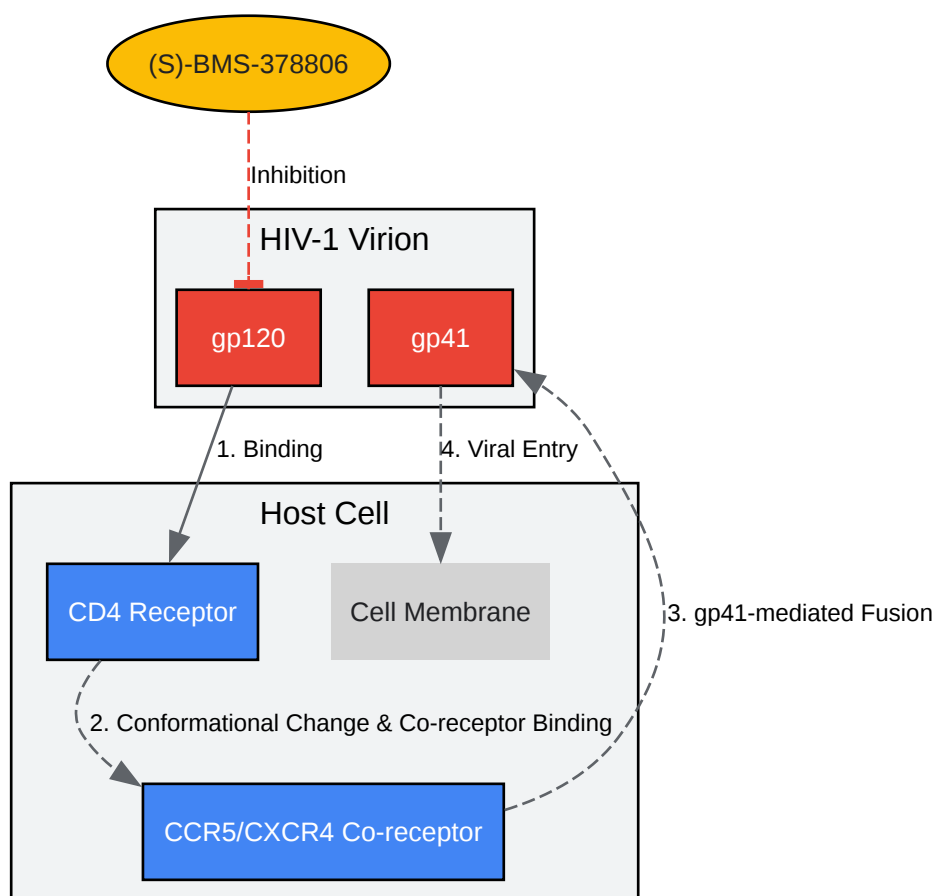 (S)-BMS-378806
Inhibition
HIV-1 Virion
gp120
gp41
1. Binding
4. Viral Entry
Host Cell
CD4 Receptor
Cell Membrane
3. gp41-mediated Fusion
2. Conformational Change & Co-receptor Binding
CCR5/CXCR4 Co-receptor